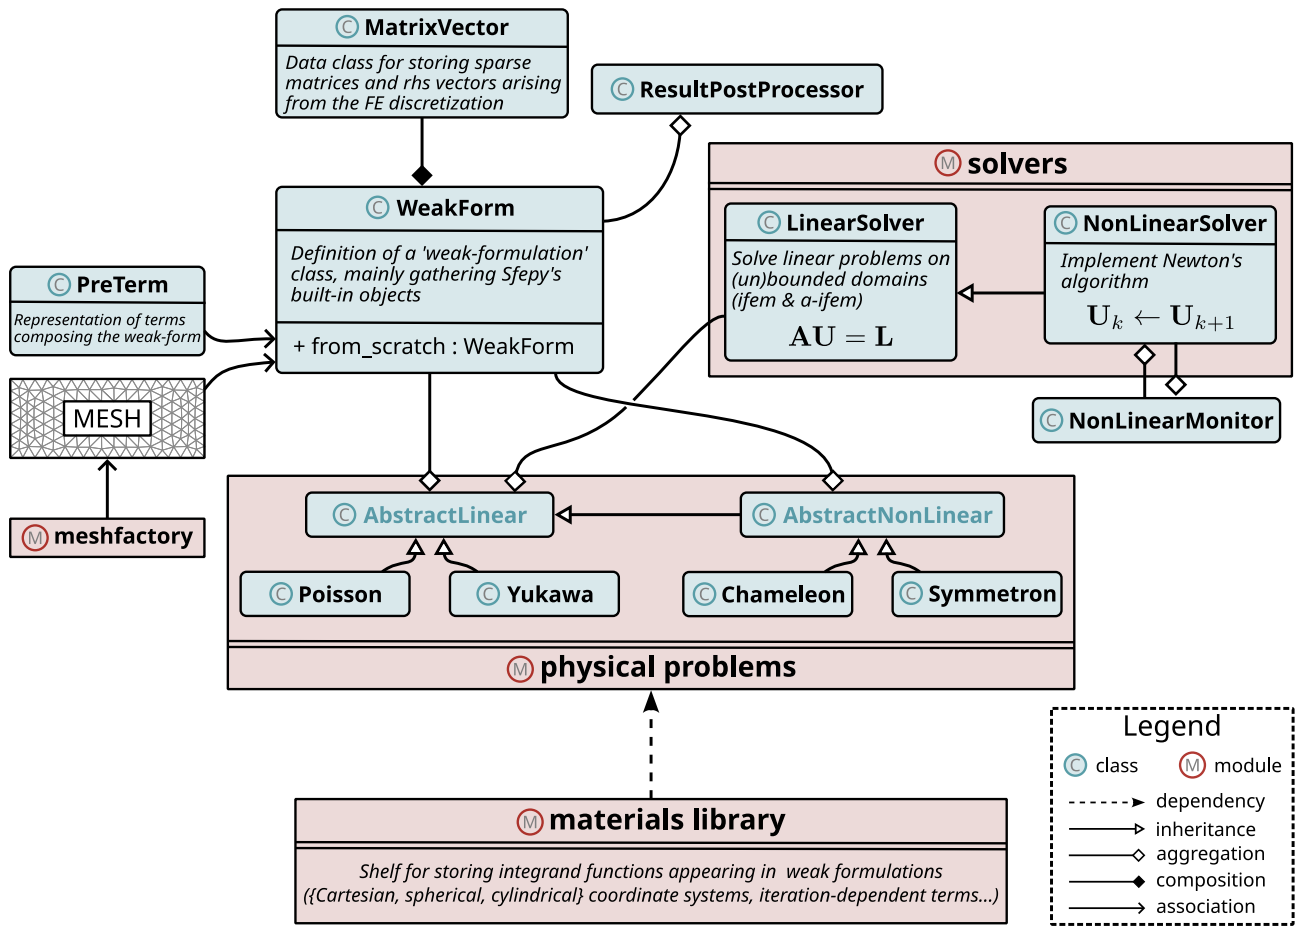 C MatrixVector
Data class for storing sparse
matrices and rhs vectors arising
from the FE discretization
C ResultPostProcessor
M solvers
C WeakForm
Definition of a 'weak-formulation'
class, mainly gathering Sfepy's
built-in objects
+ from_scratch : WeakForm
C LinearSolver
Solve linear problems on
(un)bounded domains
(ifem & a-ifem)
AU = L
C NonLinearSolver
Implement Newton's
algorithm
U_k ← U_{k+1}
C NonLinearMonitor
C PreTerm
Representation of terms
composing the weak-form
MESH
M meshfactory
C AbstractLinear
C AbstractNonLinear
C Poisson
C Yukawa
C Chameleon
C Symmetron
M physical problems
M materials library
Shelf for storing integrand functions appearing in weak formulations
({Cartesian, spherical, cylindrical} coordinate systems, iteration-dependent terms...)
Legend
C class
M module
dependency
inheritance
aggregation
composition
association